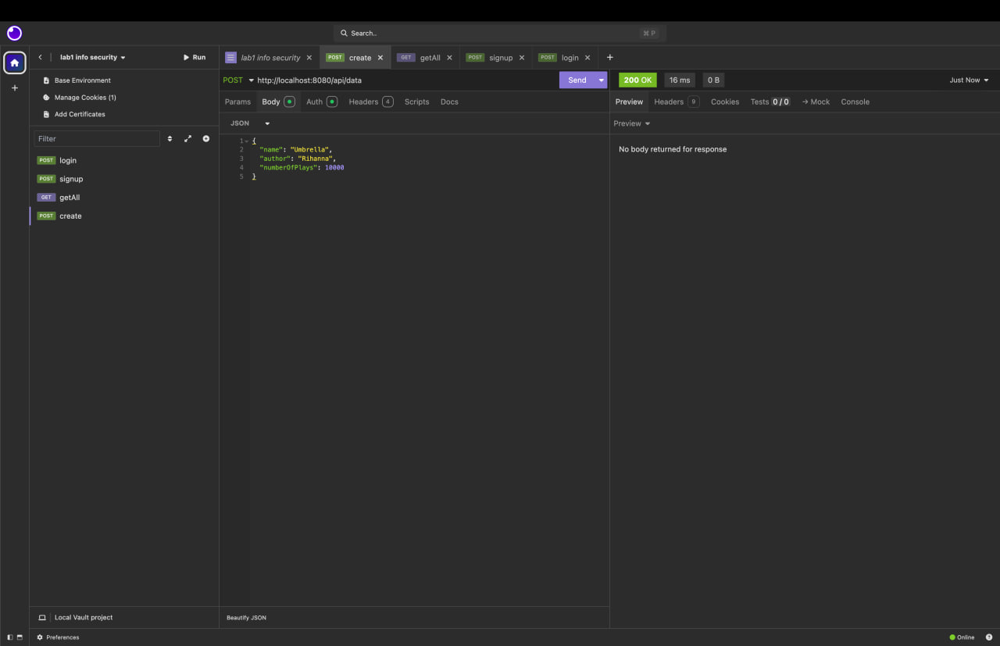 Search..
⌘ P
lab1 info security
Run
lab1 info security
POST create
GET getAll
POST signup
POST login
Base Environment
Manage Cookies (1)
Add Certificates
Filter
POST login
POST signup
GET getAll
POST create
POST http://localhost:8080/api/data
Send
200 OK
16 ms
0 B
Just Now
Params
Body
Auth
Headers 4
Scripts
Docs
Preview
Headers 9
Cookies
Tests 0 / 0
Mock
Console
JSON
Preview
1 {
2 "name": "Umbrella",
3 "author": "Rihanna",
4 "numberOfPlays": 10000
5 }
No body returned for response
Local Vault project
Beautify JSON
Preferences
Online